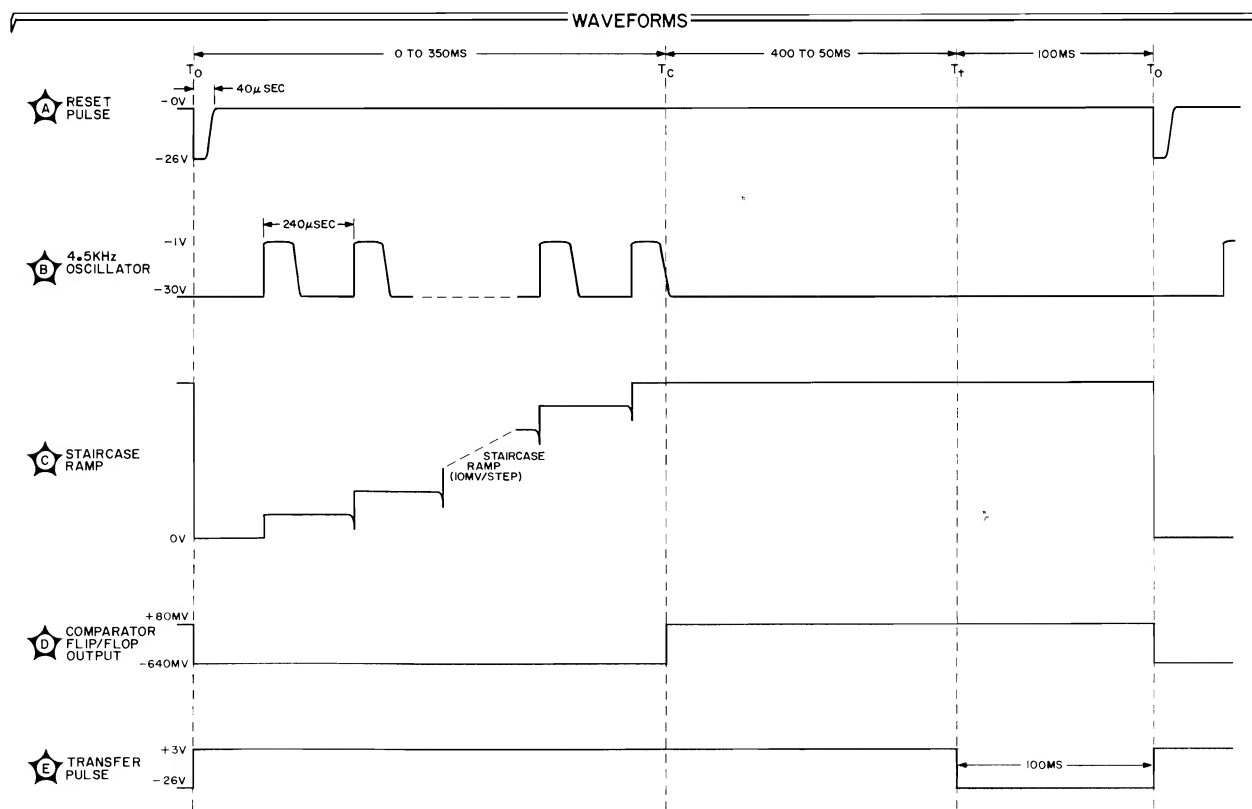 WAVEFORMS
0 TO 350MS
400 TO 50MS
100MS
TO
TC
Tt
TO
40µSEC
A
RESET
PULSE
-0V
-26V
240µSEC
B
4.5KHz
OSCILLATOR
-1V
-30V
C
STAIRCASE
RAMP
STAIRCASE
RAMP
(10MV/STEP)
0V
D
COMPARATOR
FLIP/FLOP
OUTPUT
+80MV
-640MV
E
TRANSFER
PULSE
+3V
-26V
100MS